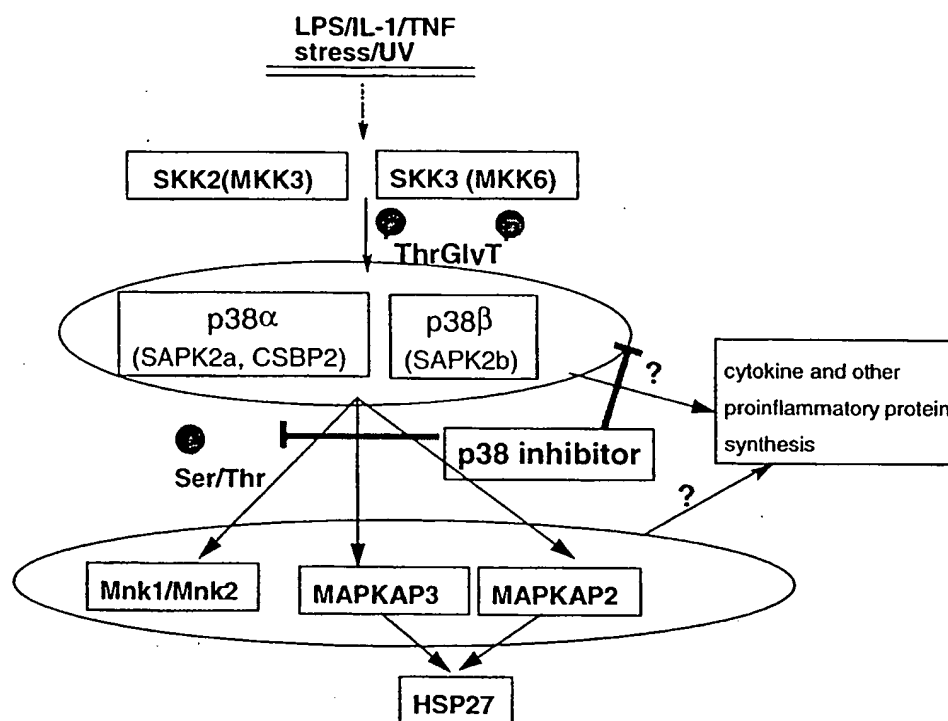 LPS/IL-1/TNF
stress/UV
SKK2(MKK3)
SKK3 (MKK6)
P P
ThrGlyT
p38α
(SAPK2a, CSBP2)
p38β
(SAPK2b)
?
cytokine and other
proinflammatory protein
synthesis
P
p38 inhibitor
Ser/Thr
?
Mnk1/Mnk2
MAPKAP3
MAPKAP2
HSP27